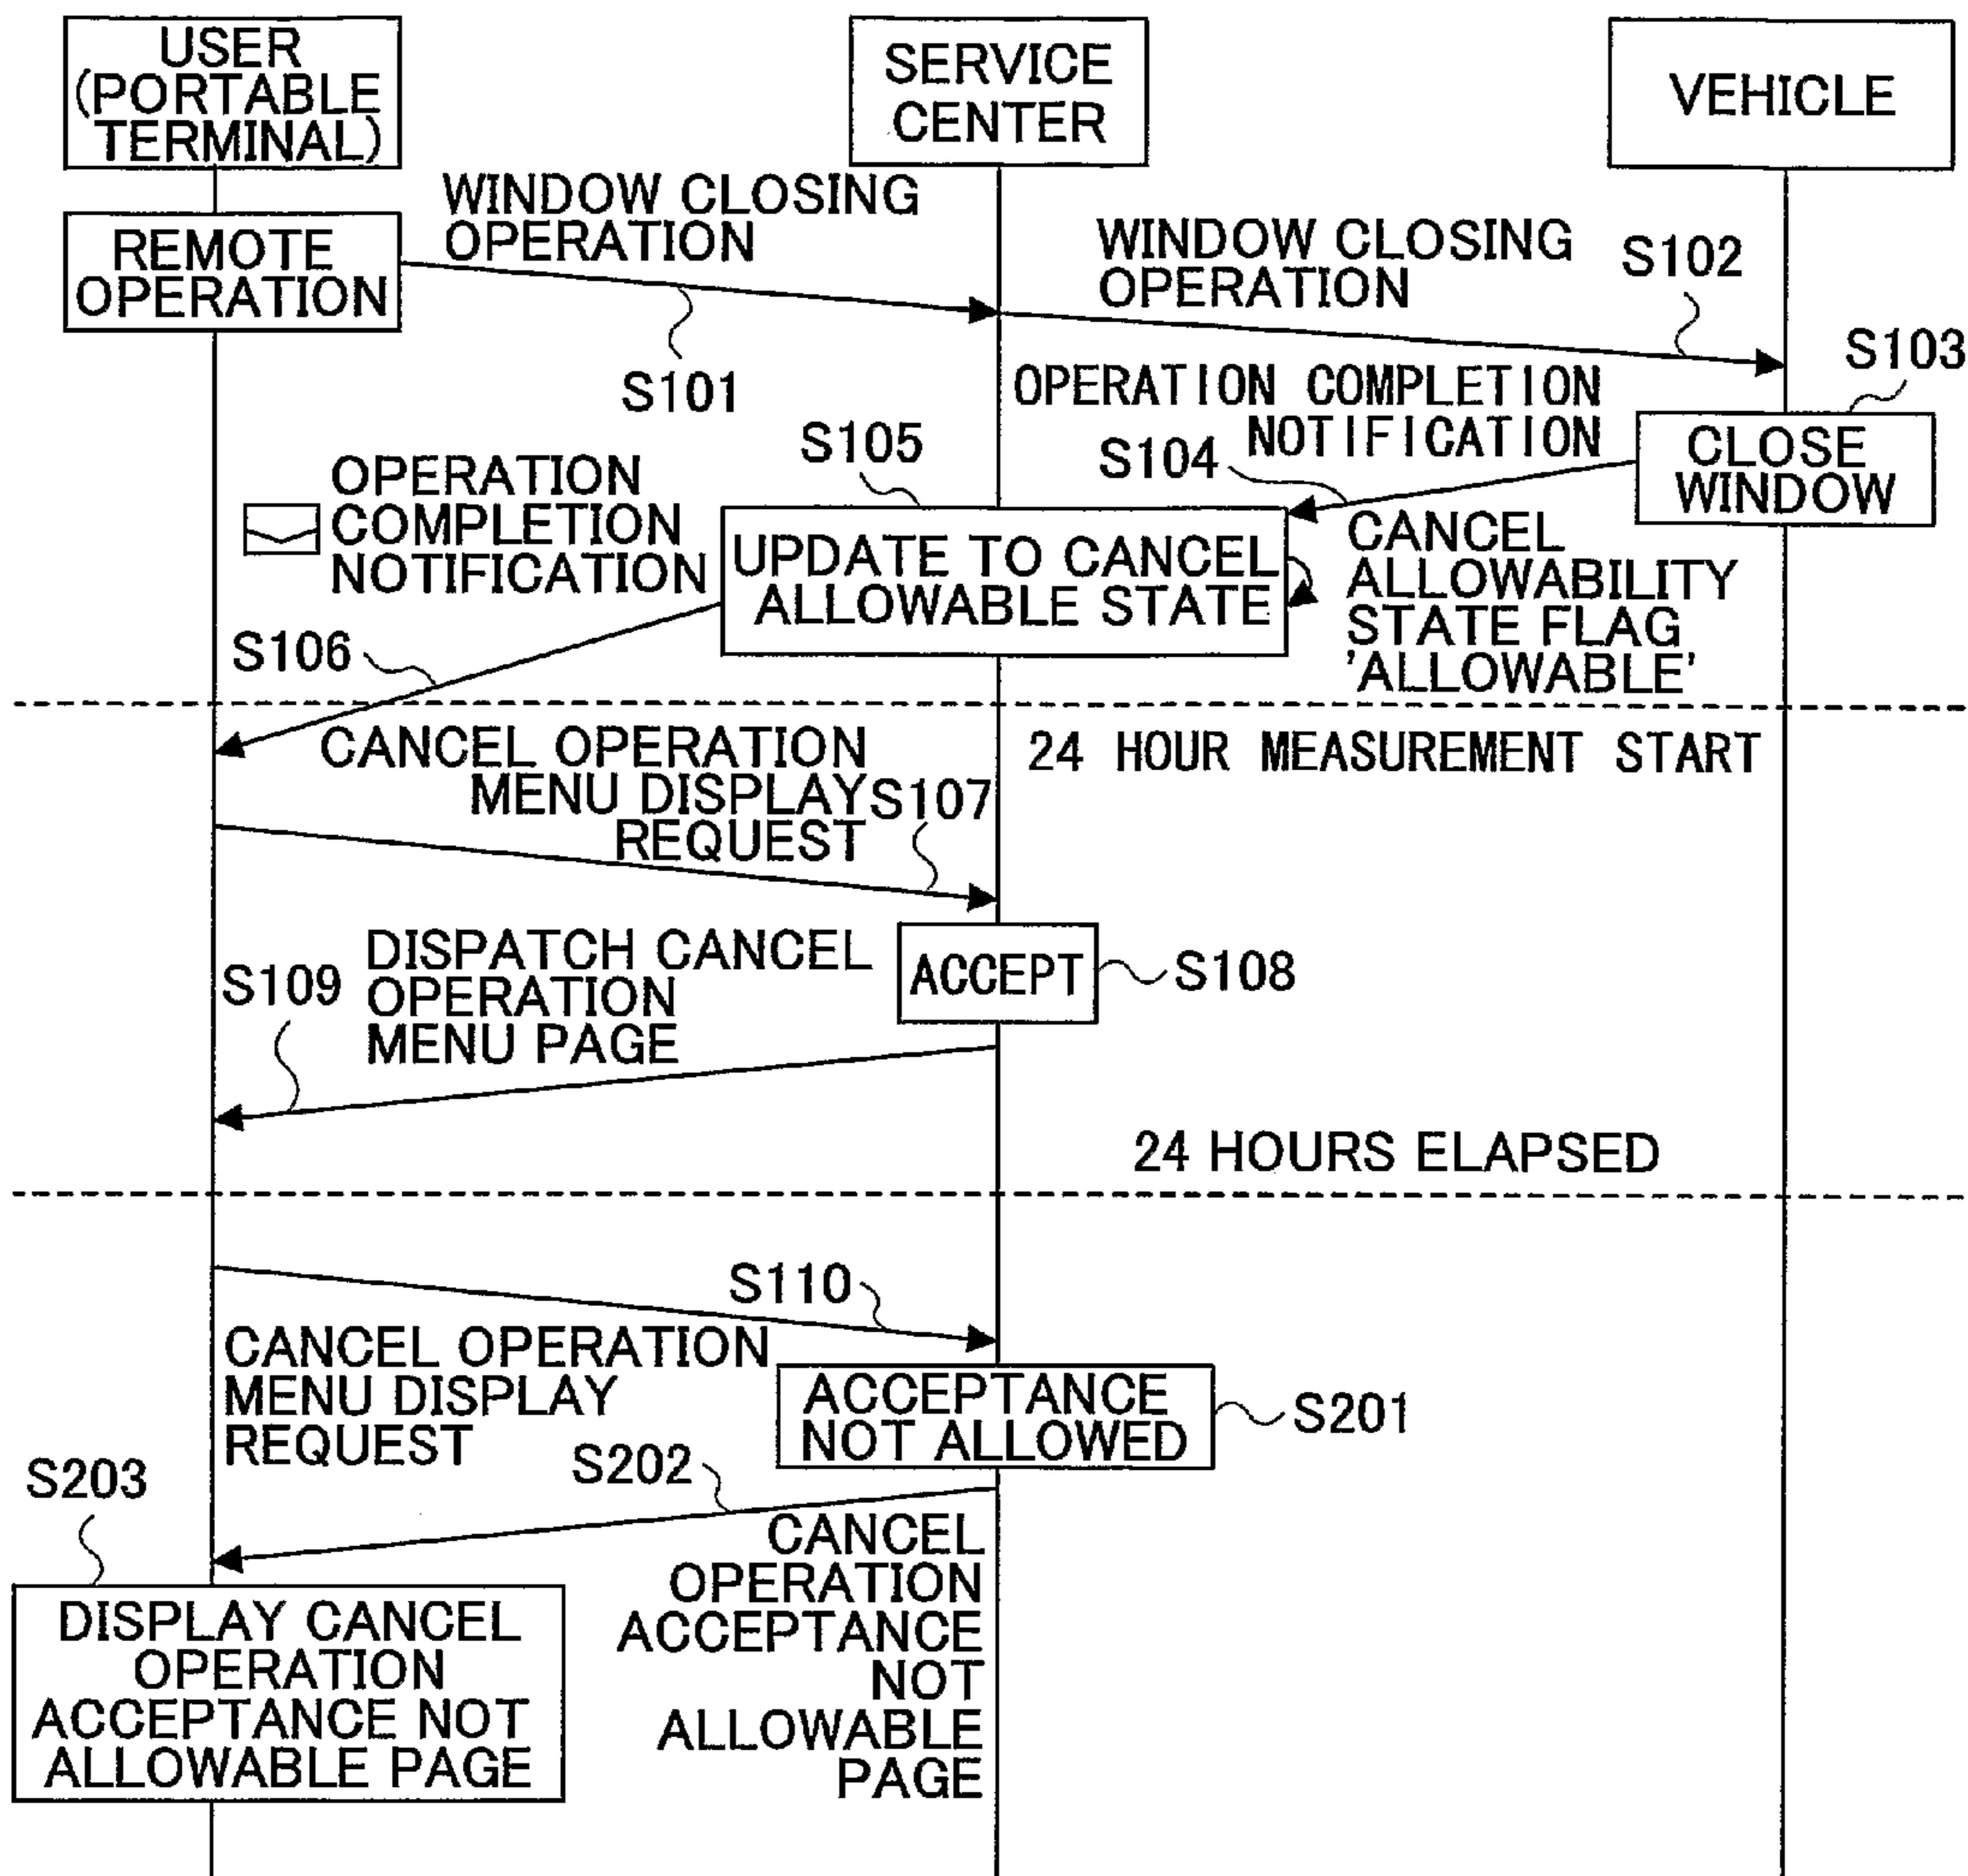 USER
(PORTABLE
TERMINAL)
SERVICE
CENTER
VEHICLE
REMOTE
OPERATION
WINDOW CLOSING
OPERATION
S101
WINDOW CLOSING
OPERATION
S102
S103
CLOSE
WINDOW
OPERATION COMPLETION
NOTIFICATION
S104
S105
UPDATE TO CANCEL
ALLOWABLE STATE
CANCEL
ALLOWABILITY
STATE FLAG
'ALLOWABLE'
OPERATION
COMPLETION
NOTIFICATION
S106
24 HOUR MEASUREMENT START
CANCEL OPERATION
MENU DISPLAY
REQUEST
S107
ACCEPT
S108
DISPATCH CANCEL
OPERATION
MENU PAGE
S109
24 HOURS ELAPSED
S110
CANCEL OPERATION
MENU DISPLAY
REQUEST
ACCEPTANCE
NOT ALLOWED
S201
S202
CANCEL
OPERATION
ACCEPTANCE
NOT
ALLOWABLE
PAGE
S203
DISPLAY CANCEL
OPERATION
ACCEPTANCE NOT
ALLOWABLE PAGE